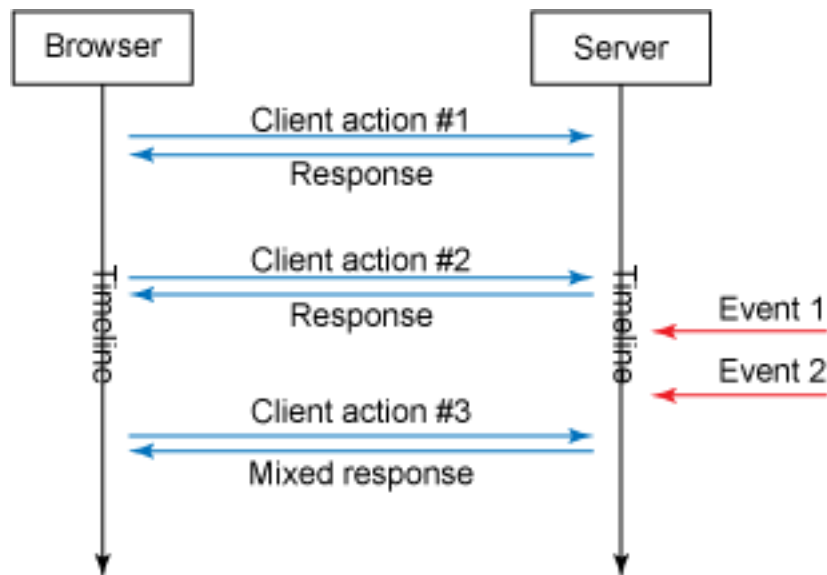 Browser
Server
Client action #1
Response
Client action #2
Response
Timeline
Timeline
Event 1
Event 2
Client action #3
Mixed response